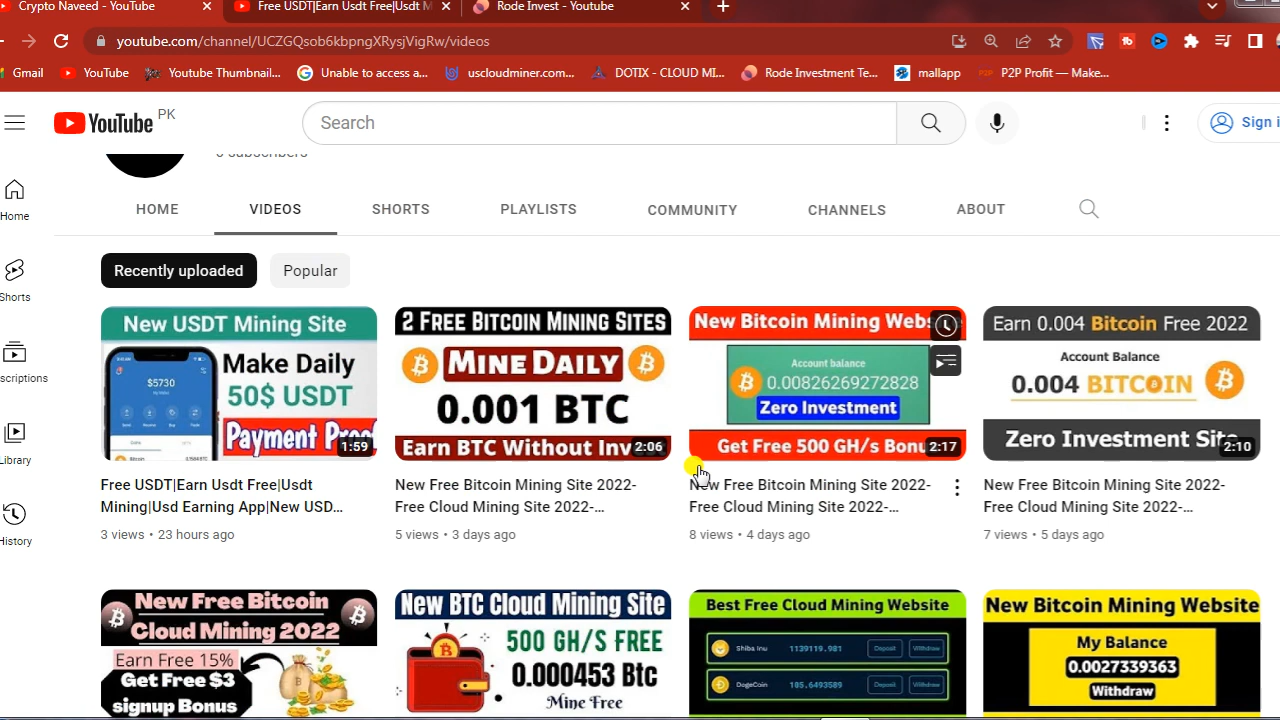 Crypto Naveed - YouTube
Free USDT|Earn Usdt Free|Usdt M
Rode Invest - Youtube
youtube.com/channel/UCZGQsob6kbpngXRysjVigRw/videos
Gmail
YouTube
Youtube Thumbnail...
Unable to access a...
uscloudminer.com...
DOTIX - CLOUD MI...
Rode Investment Te...
mallapp
P2P Profit — Make...
YouTube PK
Search
Sign i
HOME
VIDEOS
SHORTS
PLAYLISTS
COMMUNITY
CHANNELS
ABOUT
Home
Shorts
scriptions
Library
History
Recently uploaded
Popular
New USDT Mining Site
$5730
Make Daily
50$ USDT
Payment Proof
1:59
Free USDT|Earn Usdt Free|Usdt
Mining|Usd Earning App|New USD...
3 views • 23 hours ago
2 FREE BITCOIN MINING SITES
MINE DAILY
0.001 BTC
Earn BTC Without Inv
2:06
New Free Bitcoin Mining Site 2022-
Free Cloud Mining Site 2022-...
5 views • 3 days ago
New Bitcoin Mining Webs
Account balance
0.00826269272828
Zero Investment
Get Free 500 GH/s Bonu
2:17
New Free Bitcoin Mining Site 2022-
Free Cloud Mining Site 2022-...
8 views • 4 days ago
Earn 0.004 Bitcoin Free 2022
Account Balance
0.004 BITCOIN
Zero Investment Site
2:10
New Free Bitcoin Mining Site 2022-
Free Cloud Mining Site 2022-...
7 views • 5 days ago
New Free Bitcoin
Cloud Mining 2022
Earn Free 15%
Get Free $3
signup Bonus
New BTC Cloud Mining Site
500 GH/S FREE
0.000453 Btc
Mine Free
Best Free Cloud Mining Website
Shiba Inu 1139119.981 Deposit Withdraw
DogeCoin 185.6493589 Deposit Withdraw
New Bitcoin Mining Website
My Balance
0.0027339363
Withdraw